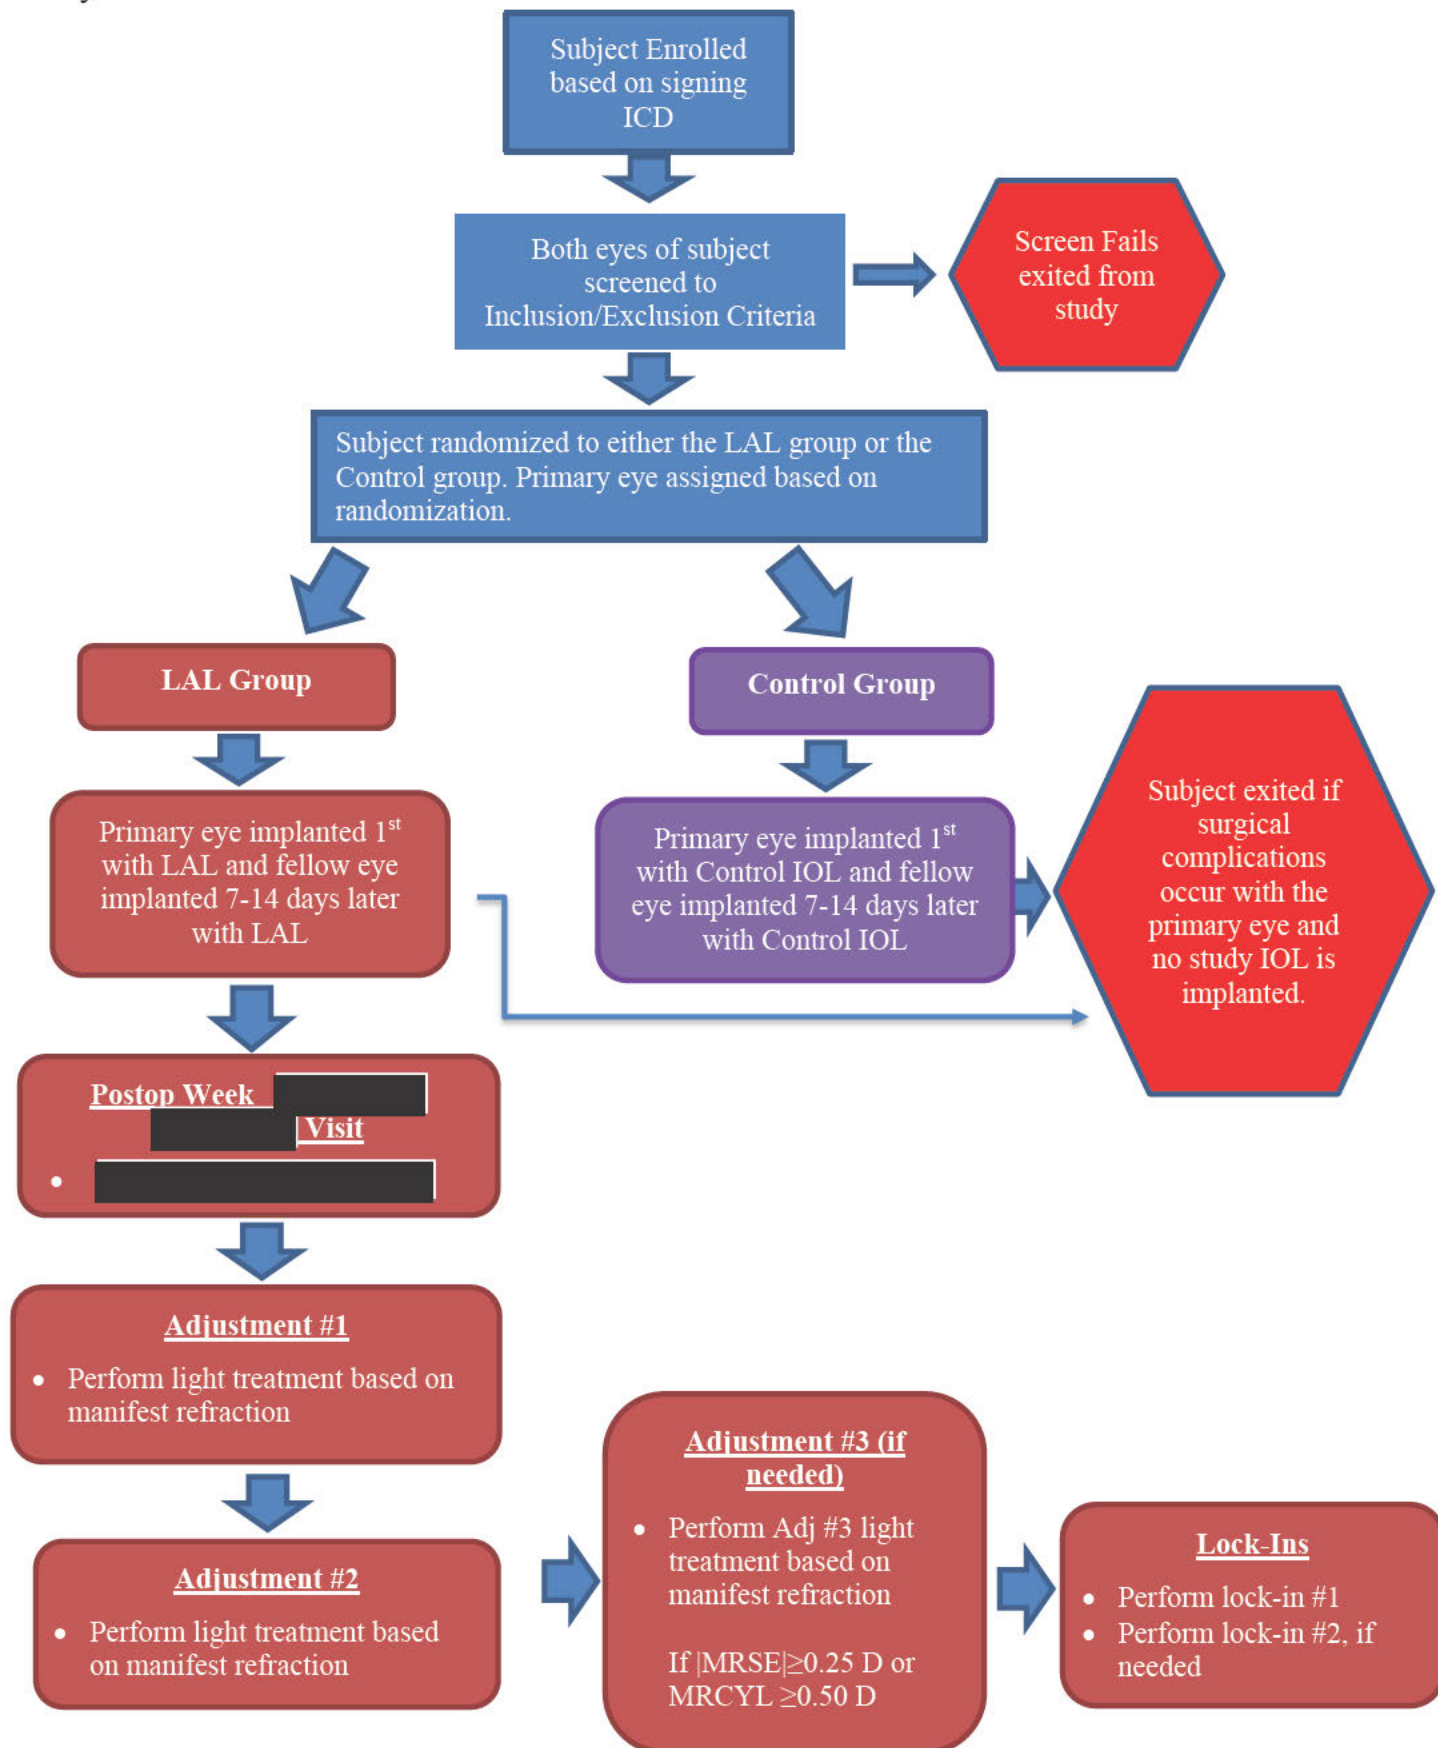 Subject Enrolled
based on signing
ICD
Both eyes of subject
screened to
Inclusion/Exclusion Criteria
Screen Fails
exited from
study
Subject randomized to either the LAL group or the
Control group. Primary eye assigned based on
randomization.
LAL Group
Control Group
Primary eye implanted 1st
with LAL and fellow eye
implanted 7-14 days later
with LAL
Primary eye implanted 1st
with Control IOL and fellow
eye implanted 7-14 days later
with Control IOL
Subject exited if
surgical
complications
occur with the
primary eye and
no study IOL is
implanted.
Postop Week
Visit
•
Adjustment #1
• Perform light treatment based on
manifest refraction
Adjustment #2
• Perform light treatment based
on manifest refraction
Adjustment #3 (if
needed)
• Perform Adj #3 light
treatment based on
manifest refraction
If |MRSE|≥0.25 D or
MRCYL ≥0.50 D
Lock-Ins
• Perform lock-in #1
• Perform lock-in #2, if
needed